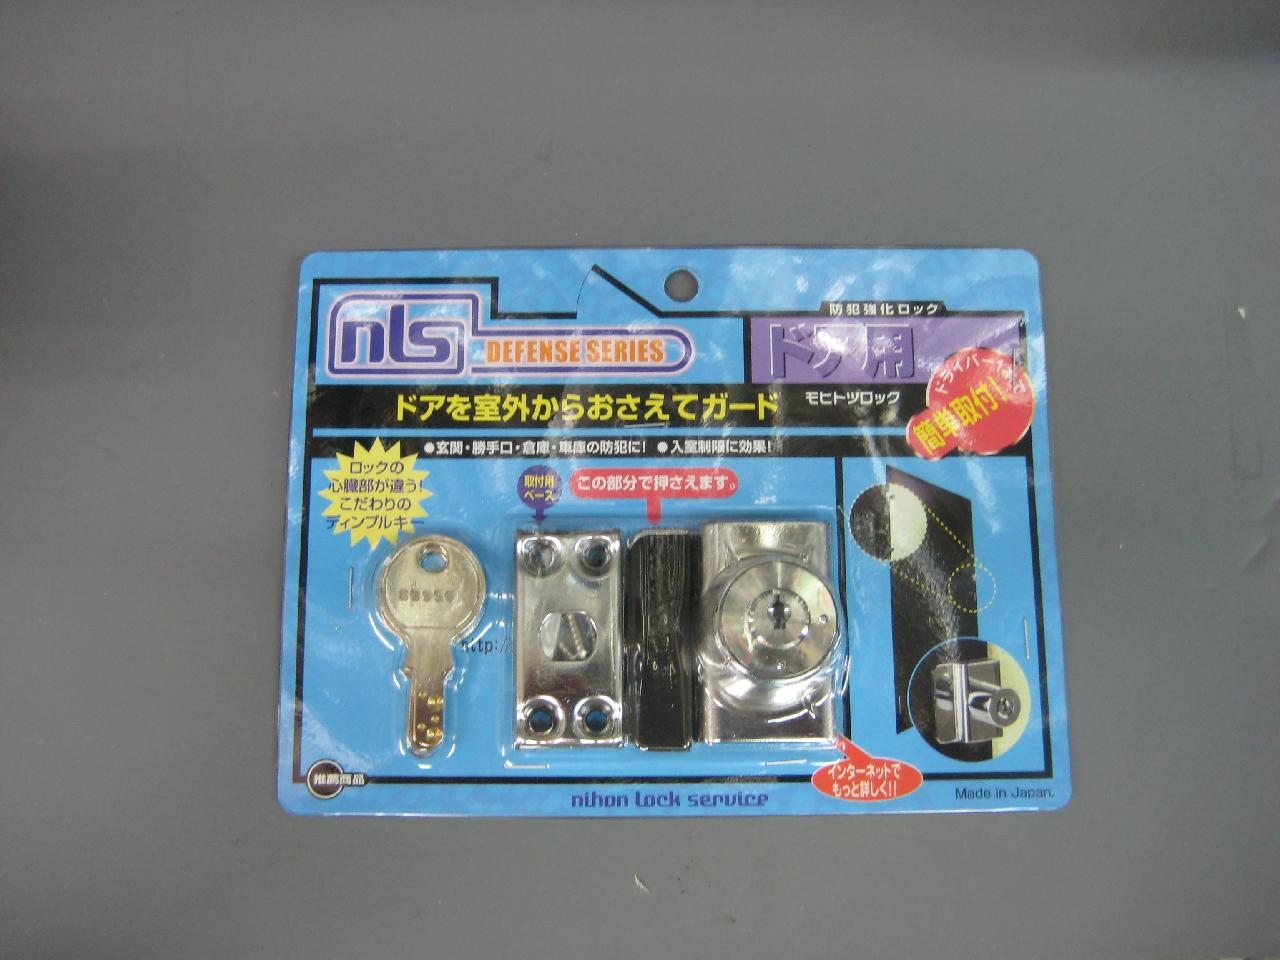 防犯強化ロック
nls DEFENSE SERIES
ドア用
ドアを室外からおさえてガード
モヒトツロック
ドライバー1本で
簡単取付!
●玄関・勝手口・倉庫・車庫の防犯に! ●入室制限に効果!
ロックの
心臓部が違う!
こだわりの
ディンプルキー
取付用
ベース
この部分で押さえます。
http:/
インターネットで
もっと詳しく!!
推薦商品
nihon lock service
Made in Japan.